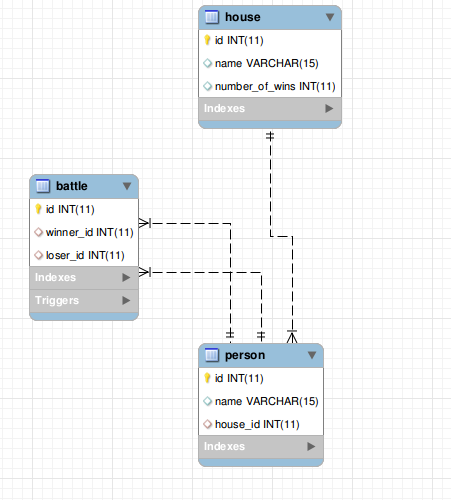 house
id INT(11)
name VARCHAR(15)
number_of_wins INT(11)
Indexes
battle
id INT(11)
winner_id INT(11)
loser_id INT(11)
Indexes
Triggers
person
id INT(11)
name VARCHAR(15)
house_id INT(11)
Indexes